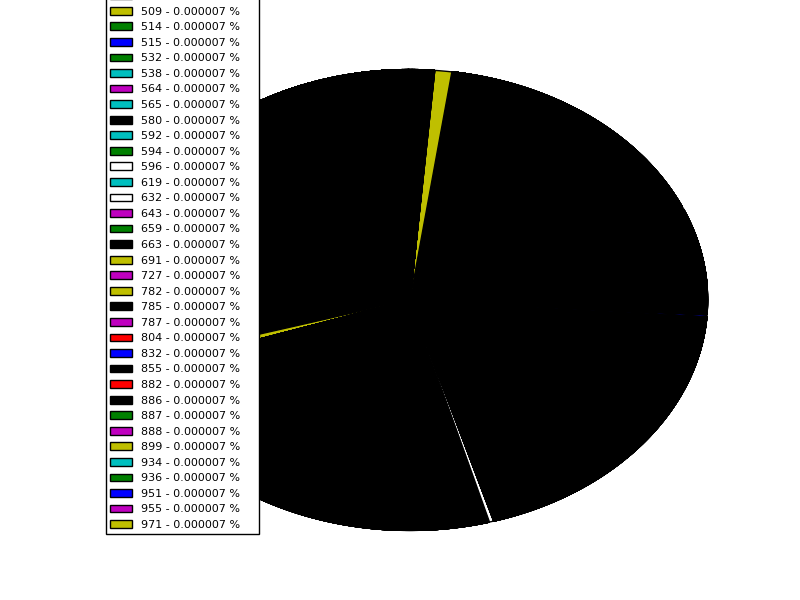 509 - 0.000007 %
514 - 0.000007 %
515 - 0.000007 %
532 - 0.000007 %
538 - 0.000007 %
564 - 0.000007 %
565 - 0.000007 %
580 - 0.000007 %
592 - 0.000007 %
594 - 0.000007 %
596 - 0.000007 %
619 - 0.000007 %
632 - 0.000007 %
643 - 0.000007 %
659 - 0.000007 %
663 - 0.000007 %
691 - 0.000007 %
727 - 0.000007 %
782 - 0.000007 %
785 - 0.000007 %
787 - 0.000007 %
804 - 0.000007 %
832 - 0.000007 %
855 - 0.000007 %
882 - 0.000007 %
886 - 0.000007 %
887 - 0.000007 %
888 - 0.000007 %
899 - 0.000007 %
934 - 0.000007 %
936 - 0.000007 %
951 - 0.000007 %
955 - 0.000007 %
971 - 0.000007 %